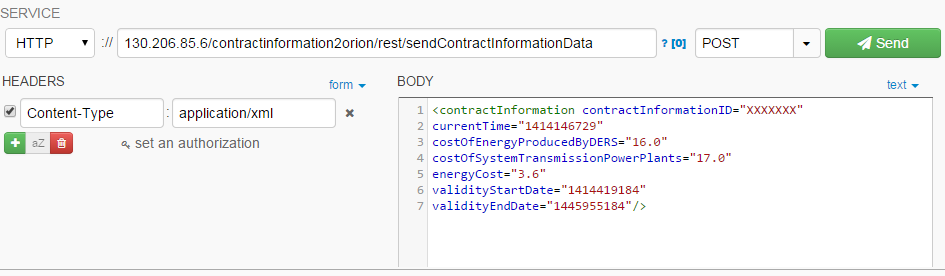 SERVICE
HTTP :// 130.206.85.6/contractinformation2orion/rest/sendContractInformationData ? [0] POST Send
HEADERS form
Content-Type : application/xml
aZ set an authorization
BODY text
1 <contractInformation contractInformationID="XXXXXXX"
2 currentTime="1414146729"
3 costOfEnergyProducedByDERS="16.0"
4 costOfSystemTransmissionPowerPlants="17.0"
5 energyCost="3.6"
6 validityStartDate="1414419184"
7 validityEndDate="1445955184"/>